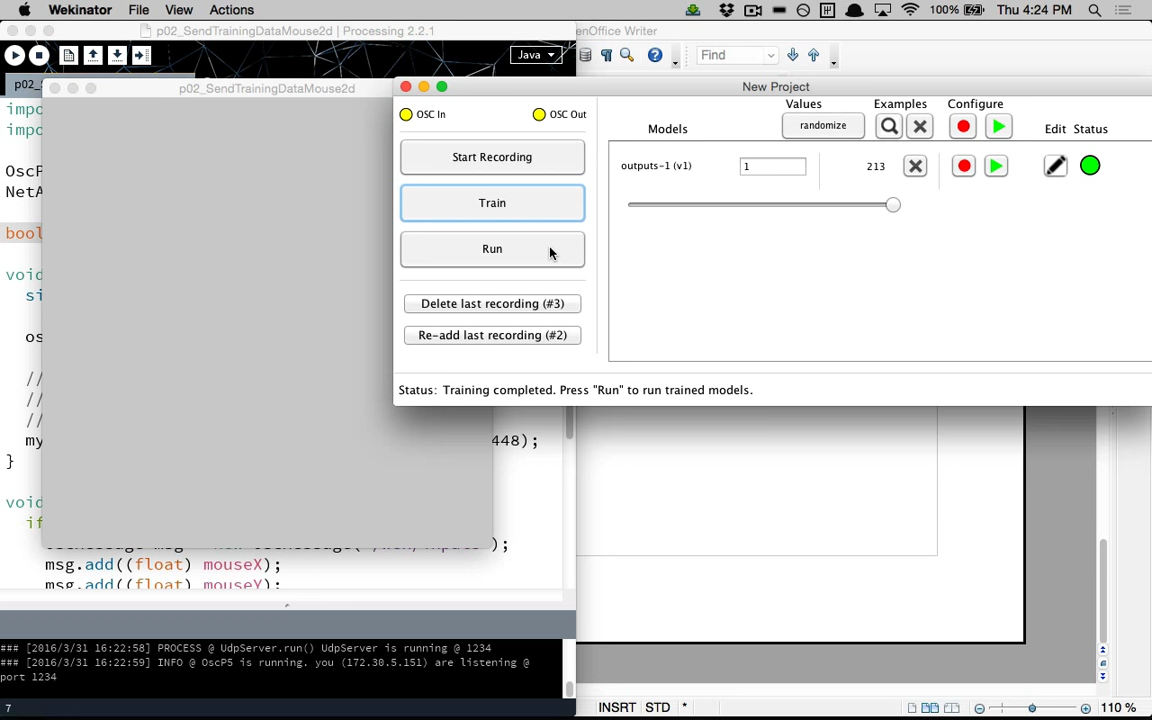 Wekinator File View Actions 100% Thu 4:24 PM
p02_SendTrainingDataMouse2d | Processing 2.2.1
enOffice Writer
Java
Find
p02_
p02_SendTrainingDataMouse2d
New Project
impo
impo
OscP
NetA
bool
void
si
os
//
//
//
my
448);
}
void
if
msg.add((float) mouseX);
msg.add((float) mouseY);
OSC In
OSC Out
Start Recording
Train
Run
Delete last recording (#3)
Re-add last recording (#2)
Values Examples Configure
Models randomize Edit Status
outputs-1 (v1) 1 213
Status: Training completed. Press "Run" to run trained models.
### [2016/3/31 16:22:58] PROCESS @ UdpServer.run() UdpServer is running @ 1234
### [2016/3/31 16:22:59] INFO @ OscP5 is running. you (172.30.5.151) are listening @
port 1234
7
INSRT STD * 110 %